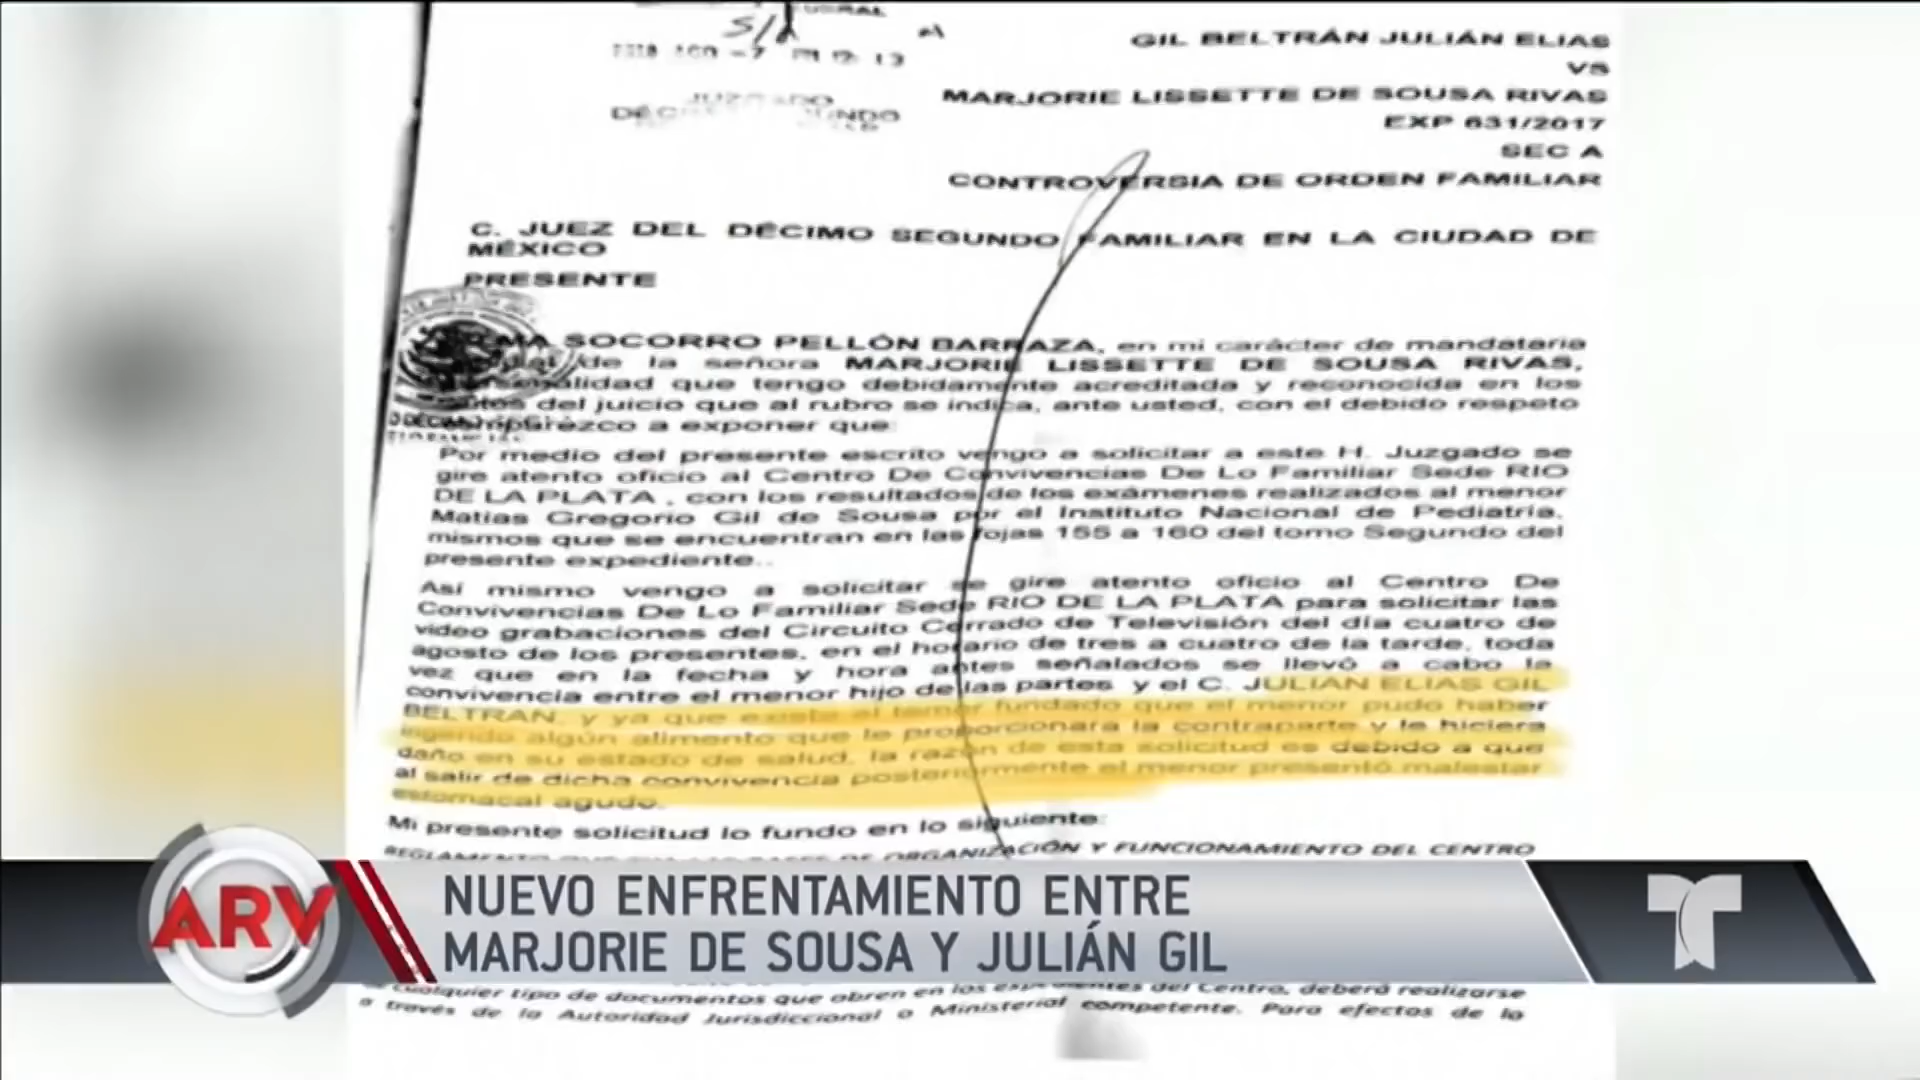 S/A
GIL BELTRÁN JULIÁN ELIAS
VS
MARJORIE LISSETTE DE SOUSA RIVAS
EXP 631/2017
SEC A
CONTROVERSIA DE ORDEN FAMILIAR
JUZGADO
C. JUEZ DEL DÉCIMO SEGUNDO FAMILIAR EN LA CIUDAD DE
MÉXICO
PRESENTE
SOCORRO PELLÓN BARRAZA, en mi carácter de mandataria
de la señora MARJORIE LISSETTE DE SOUSA RIVAS,
que tengo debidamente acreditada y reconocida en los
autos del juicio que al rubro se indica, ante usted, con el debido respeto
comparezco a exponer que:
Por medio del presente escrito vengo a solicitar a este H. Juzgado se
gire atento oficio al Centro De Convivencias De Lo Familiar Sede RIO
DE LA PLATA , con los resultados de los exámenes realizados al menor
Matías Gregorio Gil de Sousa por el Instituto Nacional de Pediatría,
mismos que se encuentran en las fojas 155 a 160 del tomo Segundo del
presente expediente..
Así mismo vengo a solicitar se gire atento oficio al Centro De
Convivencias De Lo Familiar Sede RIO DE LA PLATA para solicitar las
video grabaciones del Circuito Cerrado de Televisión del día cuatro de
agosto de los presentes, en el horario de tres a cuatro de la tarde, toda
vez que en la fecha y hora antes señalados se llevó a cabo la
convivencia entre el menor hijo de las partes y el C. JULIAN ELIAS GIL
BELTRAN, y ya que existe el temor fundado que el menor pudo haber
ingerido algún alimento que le proporcionara la contraparte y le hiciera
daño en su estado de salud, la razón de esta solicitud es debido a que
al salir de dicha convivencia posteriormente el menor presentó malestar
estomacal agudo.
Mi presente solicitud lo fundo en lo siguiente:
REGLAMENTO DE ORGANIZACIÓN Y FUNCIONAMIENTO DEL CENTRO
ARV
NUEVO ENFRENTAMIENTO ENTRE
MARJORIE DE SOUSA Y JULIÁN GIL
T
cualquier tipo de documentos que obren en los expedientes del Centro, deberá realizarse
a través de la Autoridad Jurisdiccional o Ministerial competente. Para efectos de lo